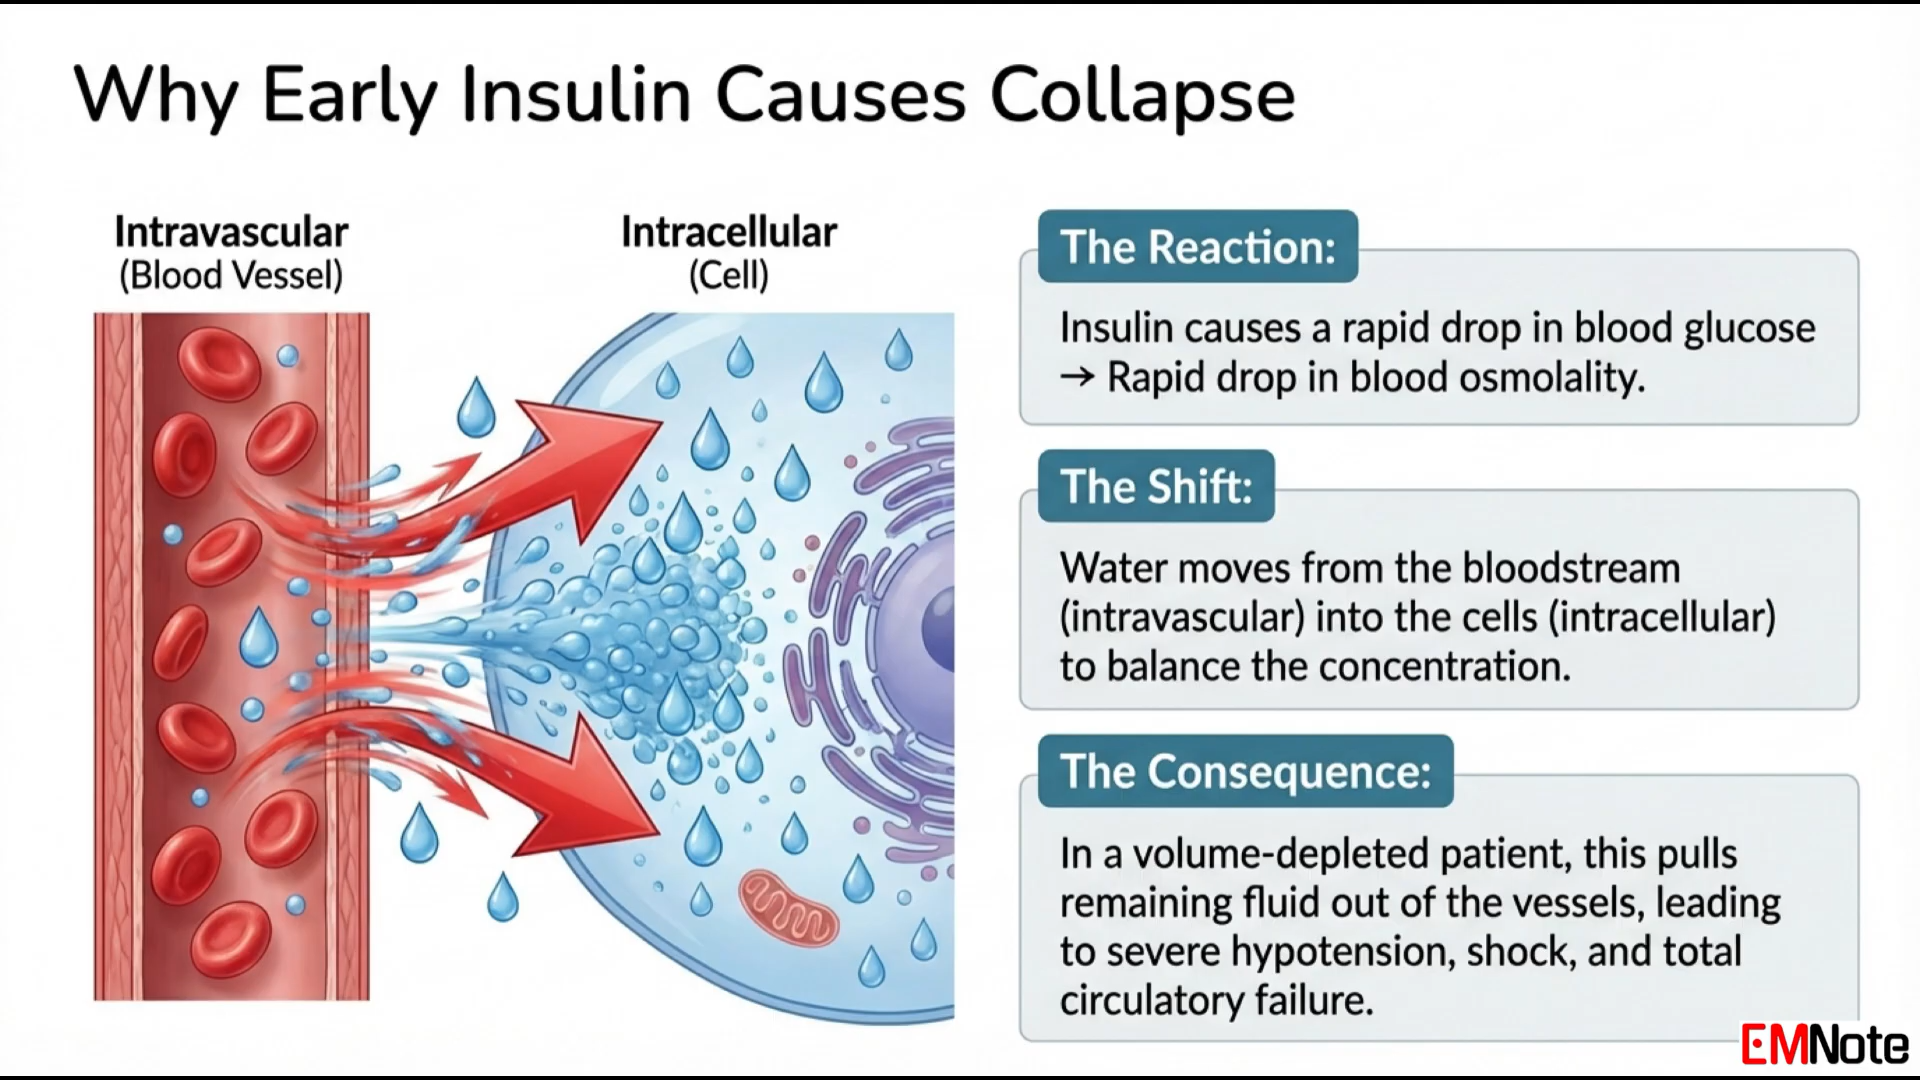 Why Early Insulin Causes Collapse
Intravascular
(Blood Vessel)
Intracellular
(Cell)
The Reaction:
Insulin causes a rapid drop in blood glucose
→ Rapid drop in blood osmolality.
The Shift:
Water moves from the bloodstream
(intravascular) into the cells (intracellular)
to balance the concentration.
The Consequence:
In a volume-depleted patient, this pulls
remaining fluid out of the vessels, leading
to severe hypotension, shock, and total
circulatory failure.
EMNote